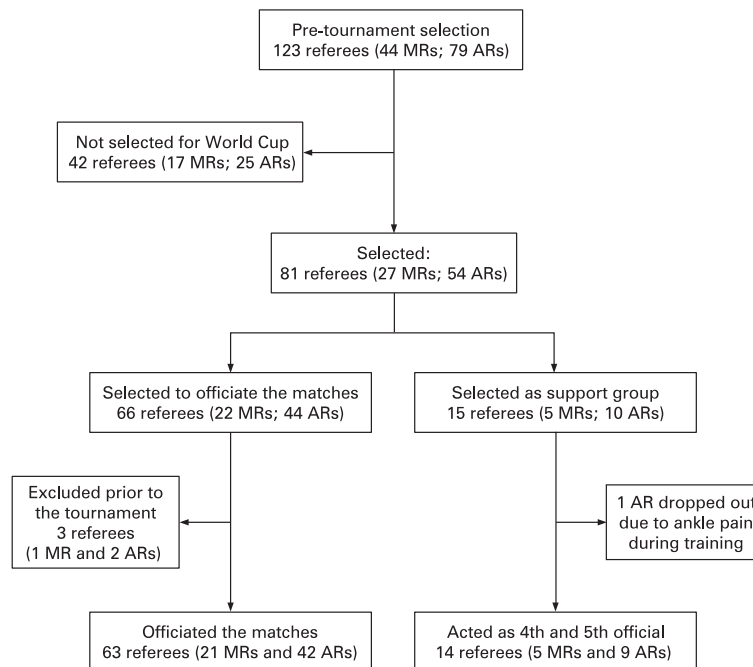 Pre-tournament selection
123 referees (44 MRs; 79 ARs)
Not selected for World Cup
42 referees (17 MRs; 25 ARs)
Selected:
81 referees (27 MRs; 54 ARs)
Selected to officiate the matches
66 referees (22 MRs; 44 ARs)
Selected as support group
15 referees (5 MRs; 10 ARs)
Excluded prior to
the tournament
3 referees
(1 MR and 2 ARs)
1 AR dropped out
due to ankle pain
during training
Officiated the matches
63 referees (21 MRs and 42 ARs)
Acted as 4th and 5th official
14 referees (5 MRs and 9 ARs)